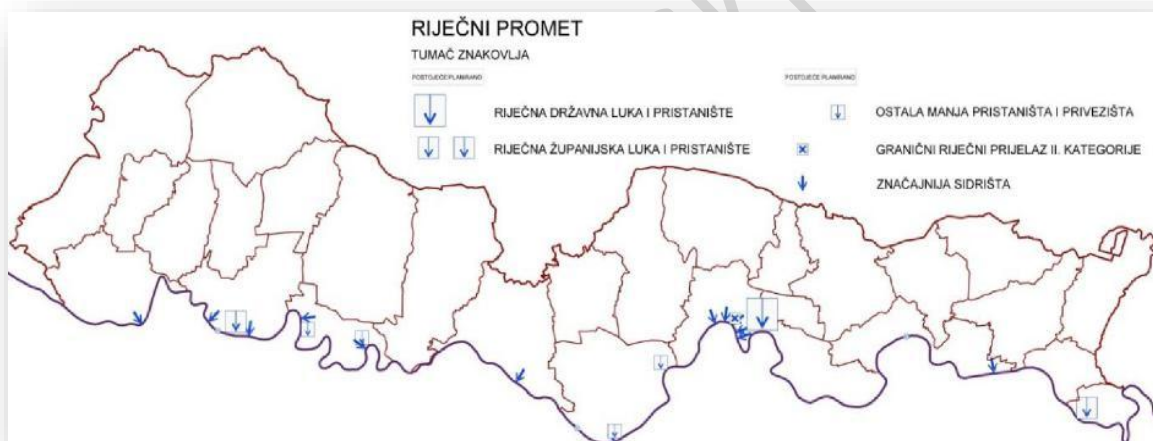 RIJEČNI PROMET
TUMAČ ZNAKOVLJA
POSTOJEĆE PLANIRANO
POSTOJEĆE PLANIRANO
RIJEČNA DRŽAVNA LUKA I PRISTANIŠTE
RIJEČNA ŽUPANIJSKA LUKA I PRISTANIŠTE
OSTALA MANJA PRISTANIŠTA I PRIVEZIŠTA
GRANIČNI RIJEČNI PRIJELAZ II. KATEGORIJE
ZNAČAJNIJA SIDRIŠTA